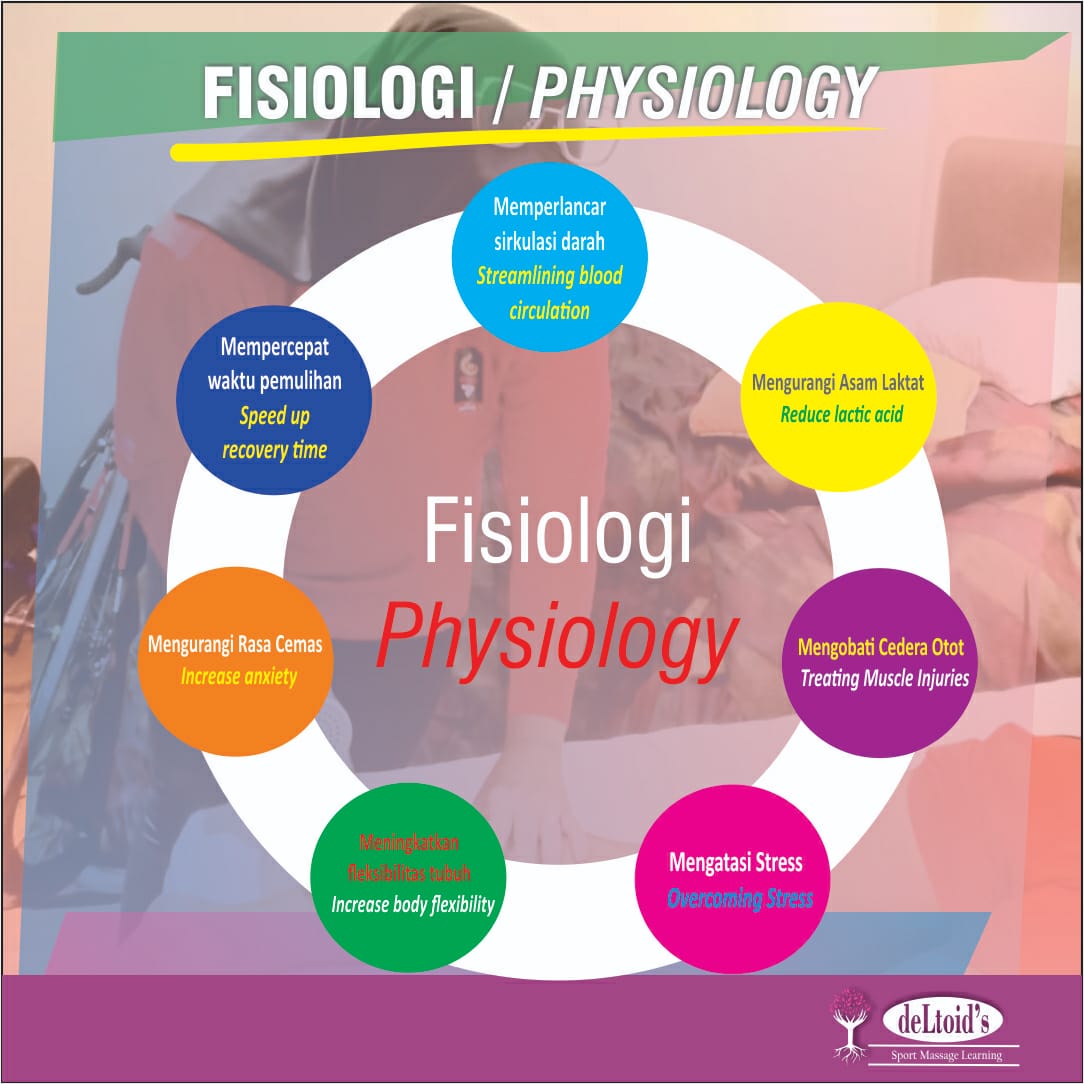 FISIOLOGI / PHYSIOLOGY
Memperlancar
sirkulasi darah
Streamlining blood
circulation
Mengurangi Asam Laktat
Reduce lactic acid
Mengobati Cedera Otot
Treating Muscle Injuries
Mengatasi Stress
Overcoming Stress
Meningkatkan
fleksibilitas tubuh
Increase body flexibility
Mengurangi Rasa Cemas
Increase anxiety
Mempercepat
waktu pemulihan
Speed up
recovery time
Fisiologi
Physiology
deLtoid's
Sport Massage Learning